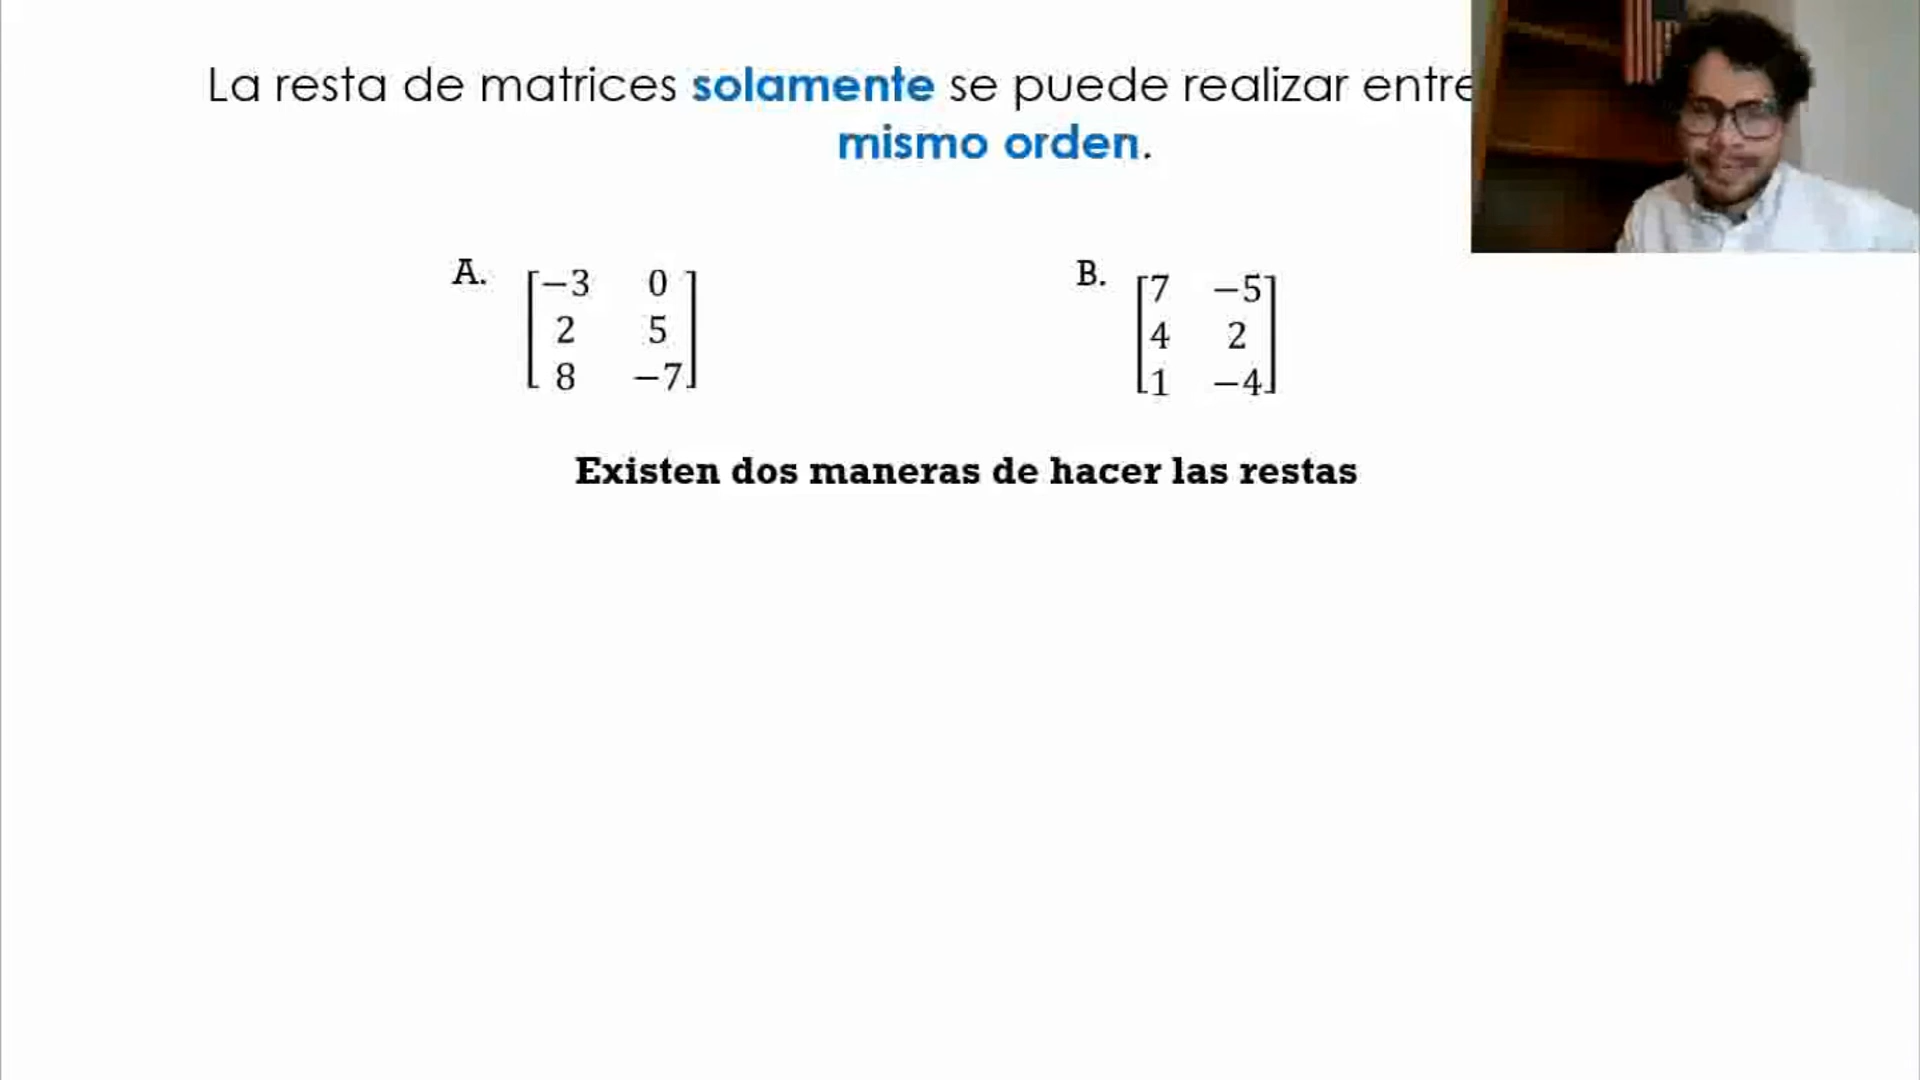 La resta de matrices solamente se puede realizar entre
mismo orden.
A. [−3 0
2 5
8 −7]
B. [7 −5
4 2
1 −4]
Existen dos maneras de hacer las restas